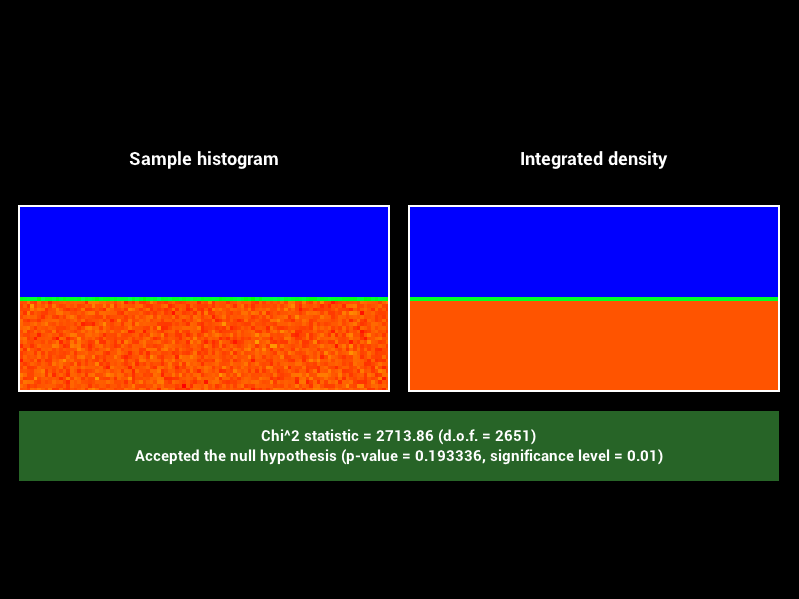 Sample histogram
Integrated density
Chi^2 statistic = 2713.86 (d.o.f. = 2651)
Accepted the null hypothesis (p-value = 0.193336, significance level = 0.01)